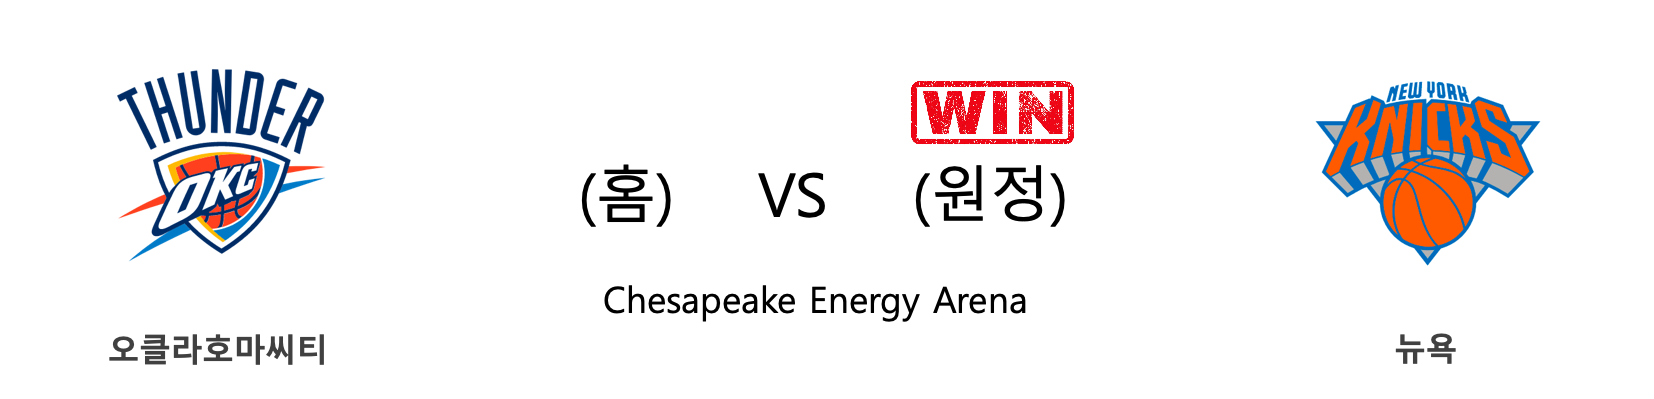 THUNDER
OKC
NEW YORK
KNICKS
WIN
(홈) VS (원정)
Chesapeake Energy Arena
오클라호마씨티
뉴욕